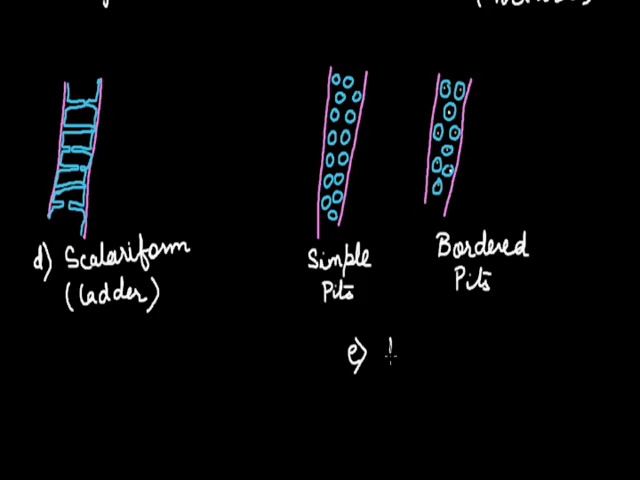 d) Scalariform
(Ladder)
Simple
Pits
Bordered
Pits
e)